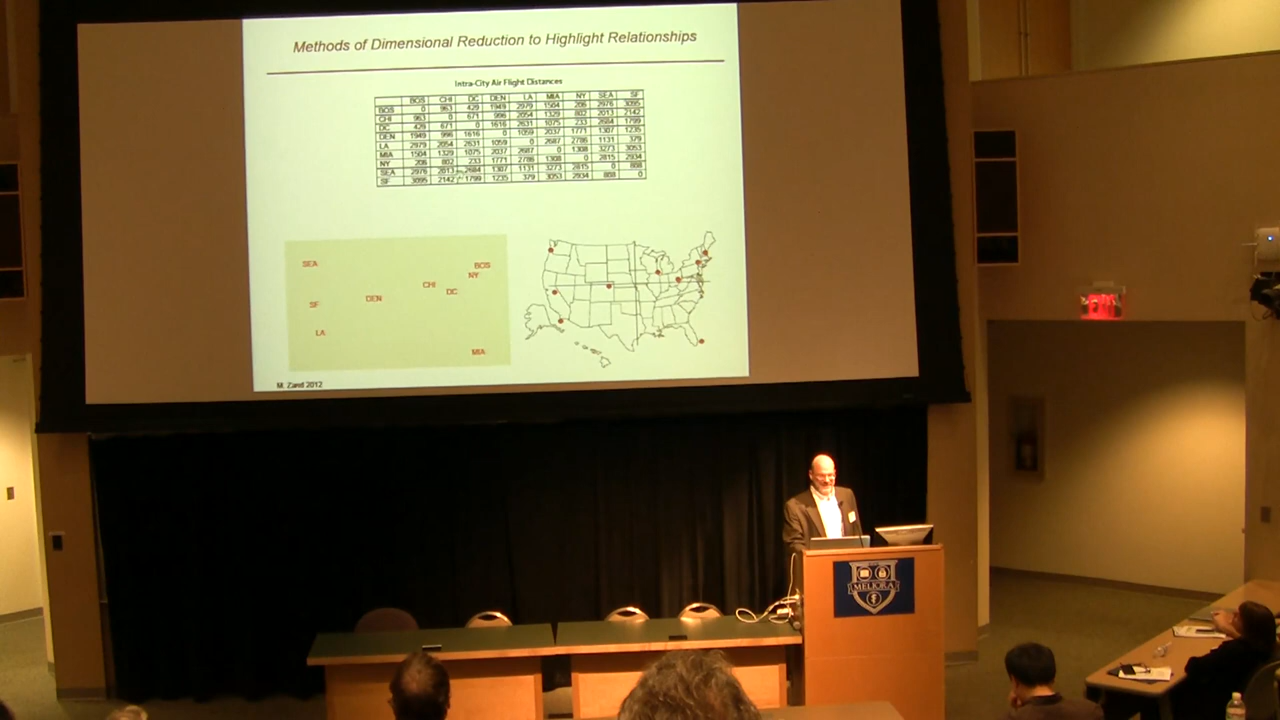 Methods of Dimensional Reduction to Highlight Relationships
Intra-City Air Flight Distances
BOS CHI DC DEN LA MIA NY SEA SF
BOS 0 963 429 1949 2979 1504 206 2976 3095
CHI 963 0 671 996 2054 1329 802 2013 2142
DC 429 671 0 1616 2631 1075 233 2684 1799
DEN 1949 996 1616 0 1059 2037 1771 1307 1235
LA 2979 2054 2631 1059 0 2687 2786 1131 379
MIA 1504 1329 1075 2037 2687 0 1308 3273 3053
NY 206 802 233 1771 2786 1308 0 2815 2934
SEA 2976 2013 2684 1307 1131 3273 2815 0 808
SF 3095 2142 1799 1235 379 3053 2934 808 0
SEA
BOS
NY
CHI
DC
DEN
SF
LA
MIA
M. Zand 2012
EXIT
MELIORA